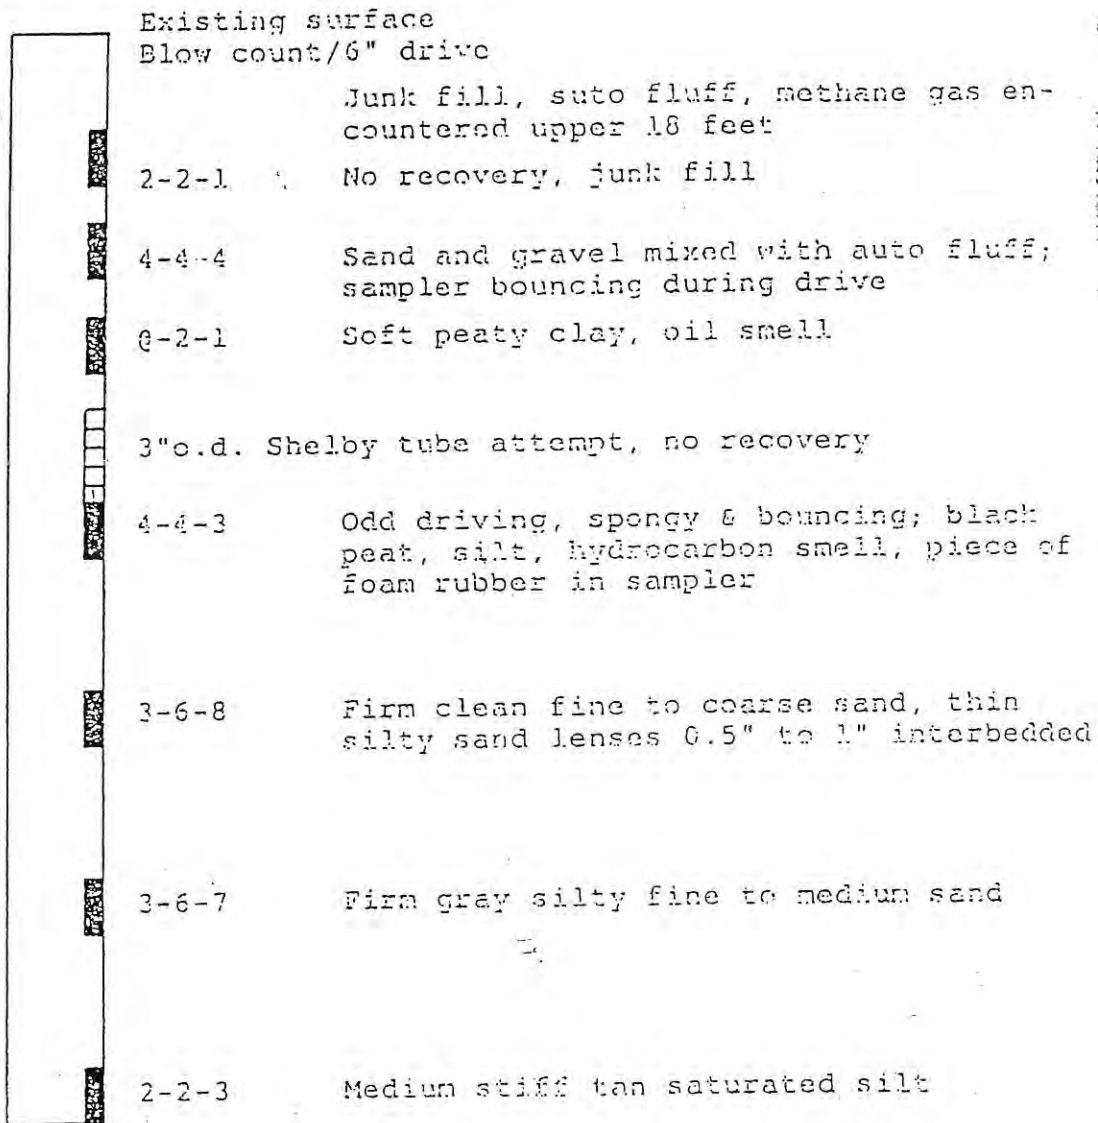 Existing surface
Blow count/6" drive
Junk fill, suto fluff, methane gas en-
countered upper 18 feet
2-2-1 No recovery, junk fill
4-4-4 Sand and gravel mixed with auto fluff;
sampler bouncing during drive
0-2-1 Soft peaty clay, oil smell
3"o.d. Shelby tube attempt, no recovery
4-4-3 Odd driving, spongy & bouncing; black
peat, silt, hydrocarbon smell, piece of
foam rubber in sampler
3-6-8 Firm clean fine to coarse sand, thin
silty sand lenses 0.5" to 1" interbedded
3-6-7 Firm gray silty fine to medium sand
2-2-3 Medium stiff tan saturated silt